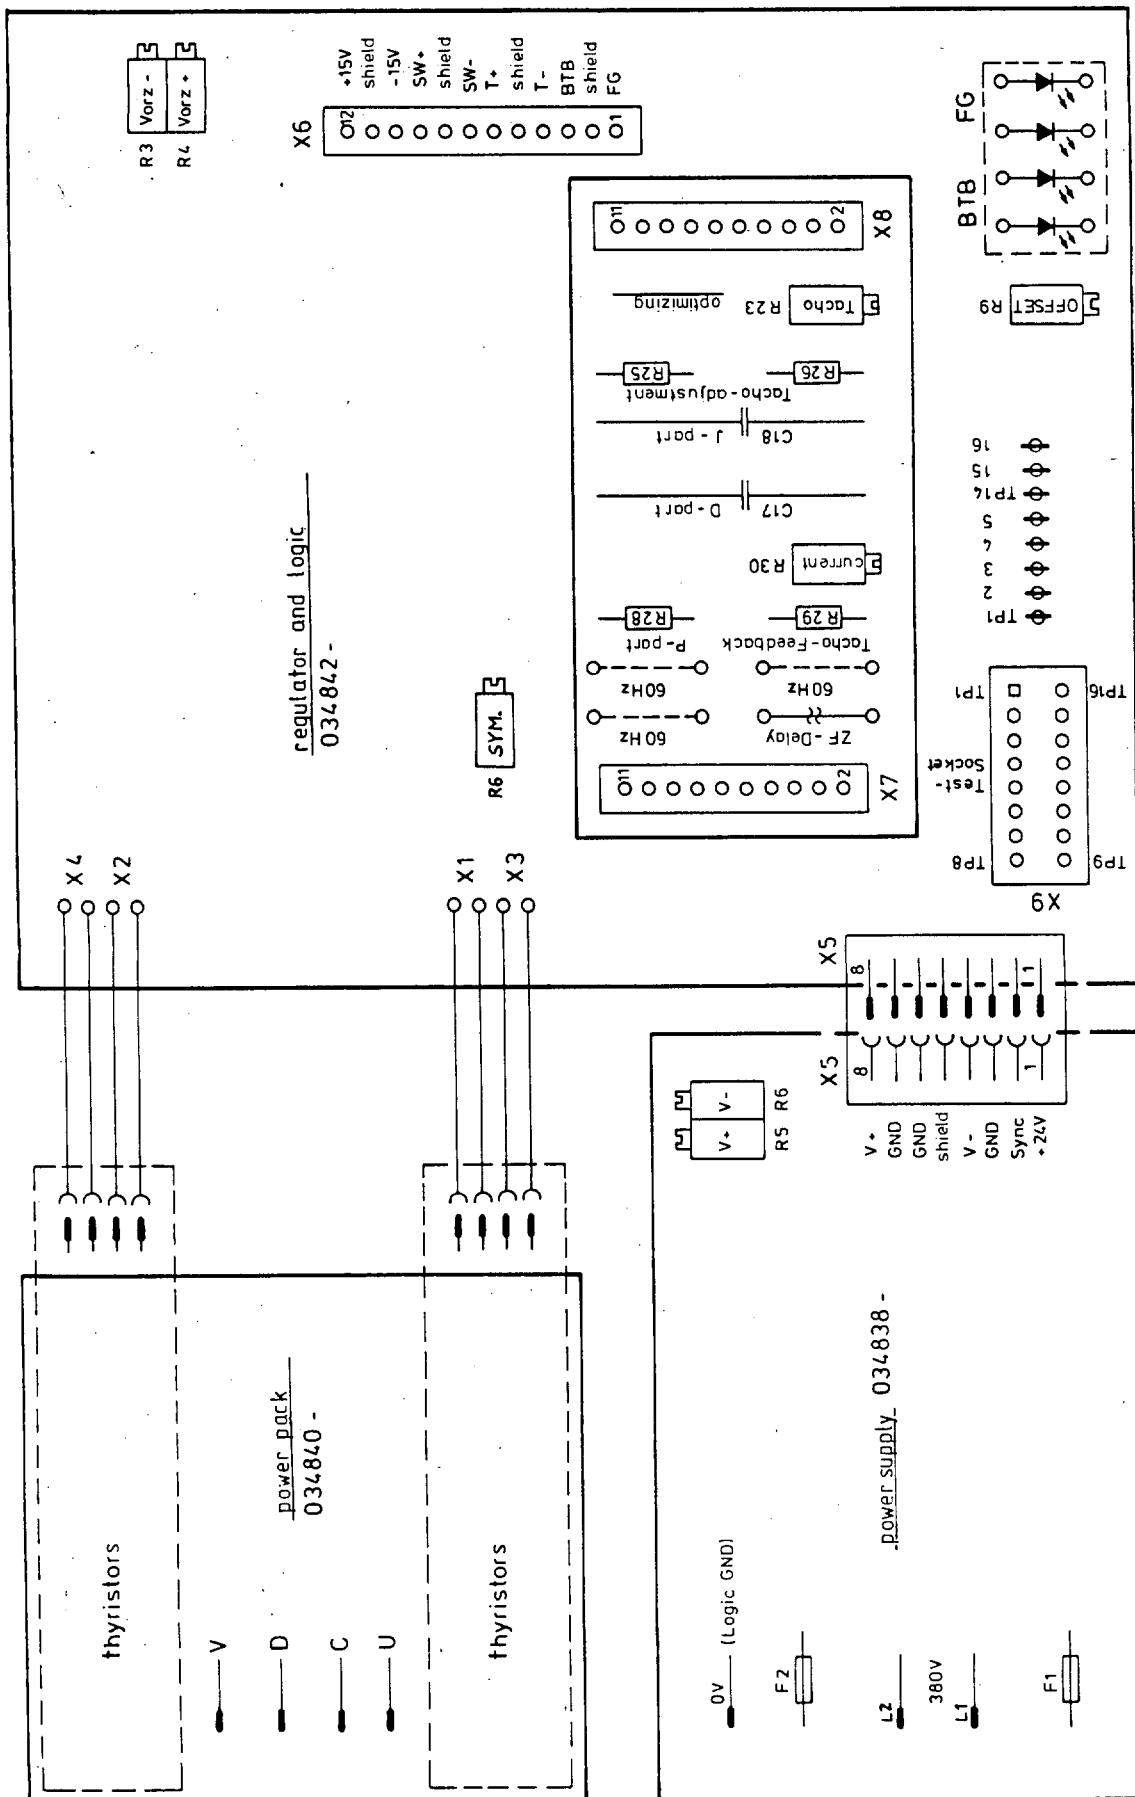 R3
Vorz -
R4
Vorz +
X6
12
+15V
shield
-15V
SW+
shield
SW-
T+
shield
T-
BTB
shield
FG
1
FG
BTB
R9
OFFSET
X8
11
2
optimizing
R23
Tacho
R25
R26
Tacho-adjustment
C18
J-part
C17
D-part
R30
current
R28
R29
P-part
Tacho-Feedback
60Hz
60Hz
60Hz
ZF-Delay
X7
11
2
16
15
TP14
5
4
3
2
TP1
TP1
TP16
Test-
Socket
TP8
TP9
X9
regulator and logic
034842-
R6
SYM.
X4
X2
X1
X3
X5
8
1
X5
8
1
V+
GND
GND
shield
V-
GND
Sync
+24V
V-
R6
V+
R5
power pack
034840-
thyristors
thyristors
V
D
C
U
power supply 034838-
0V
(Logic GND)
F2
L2
380V
L1
F1